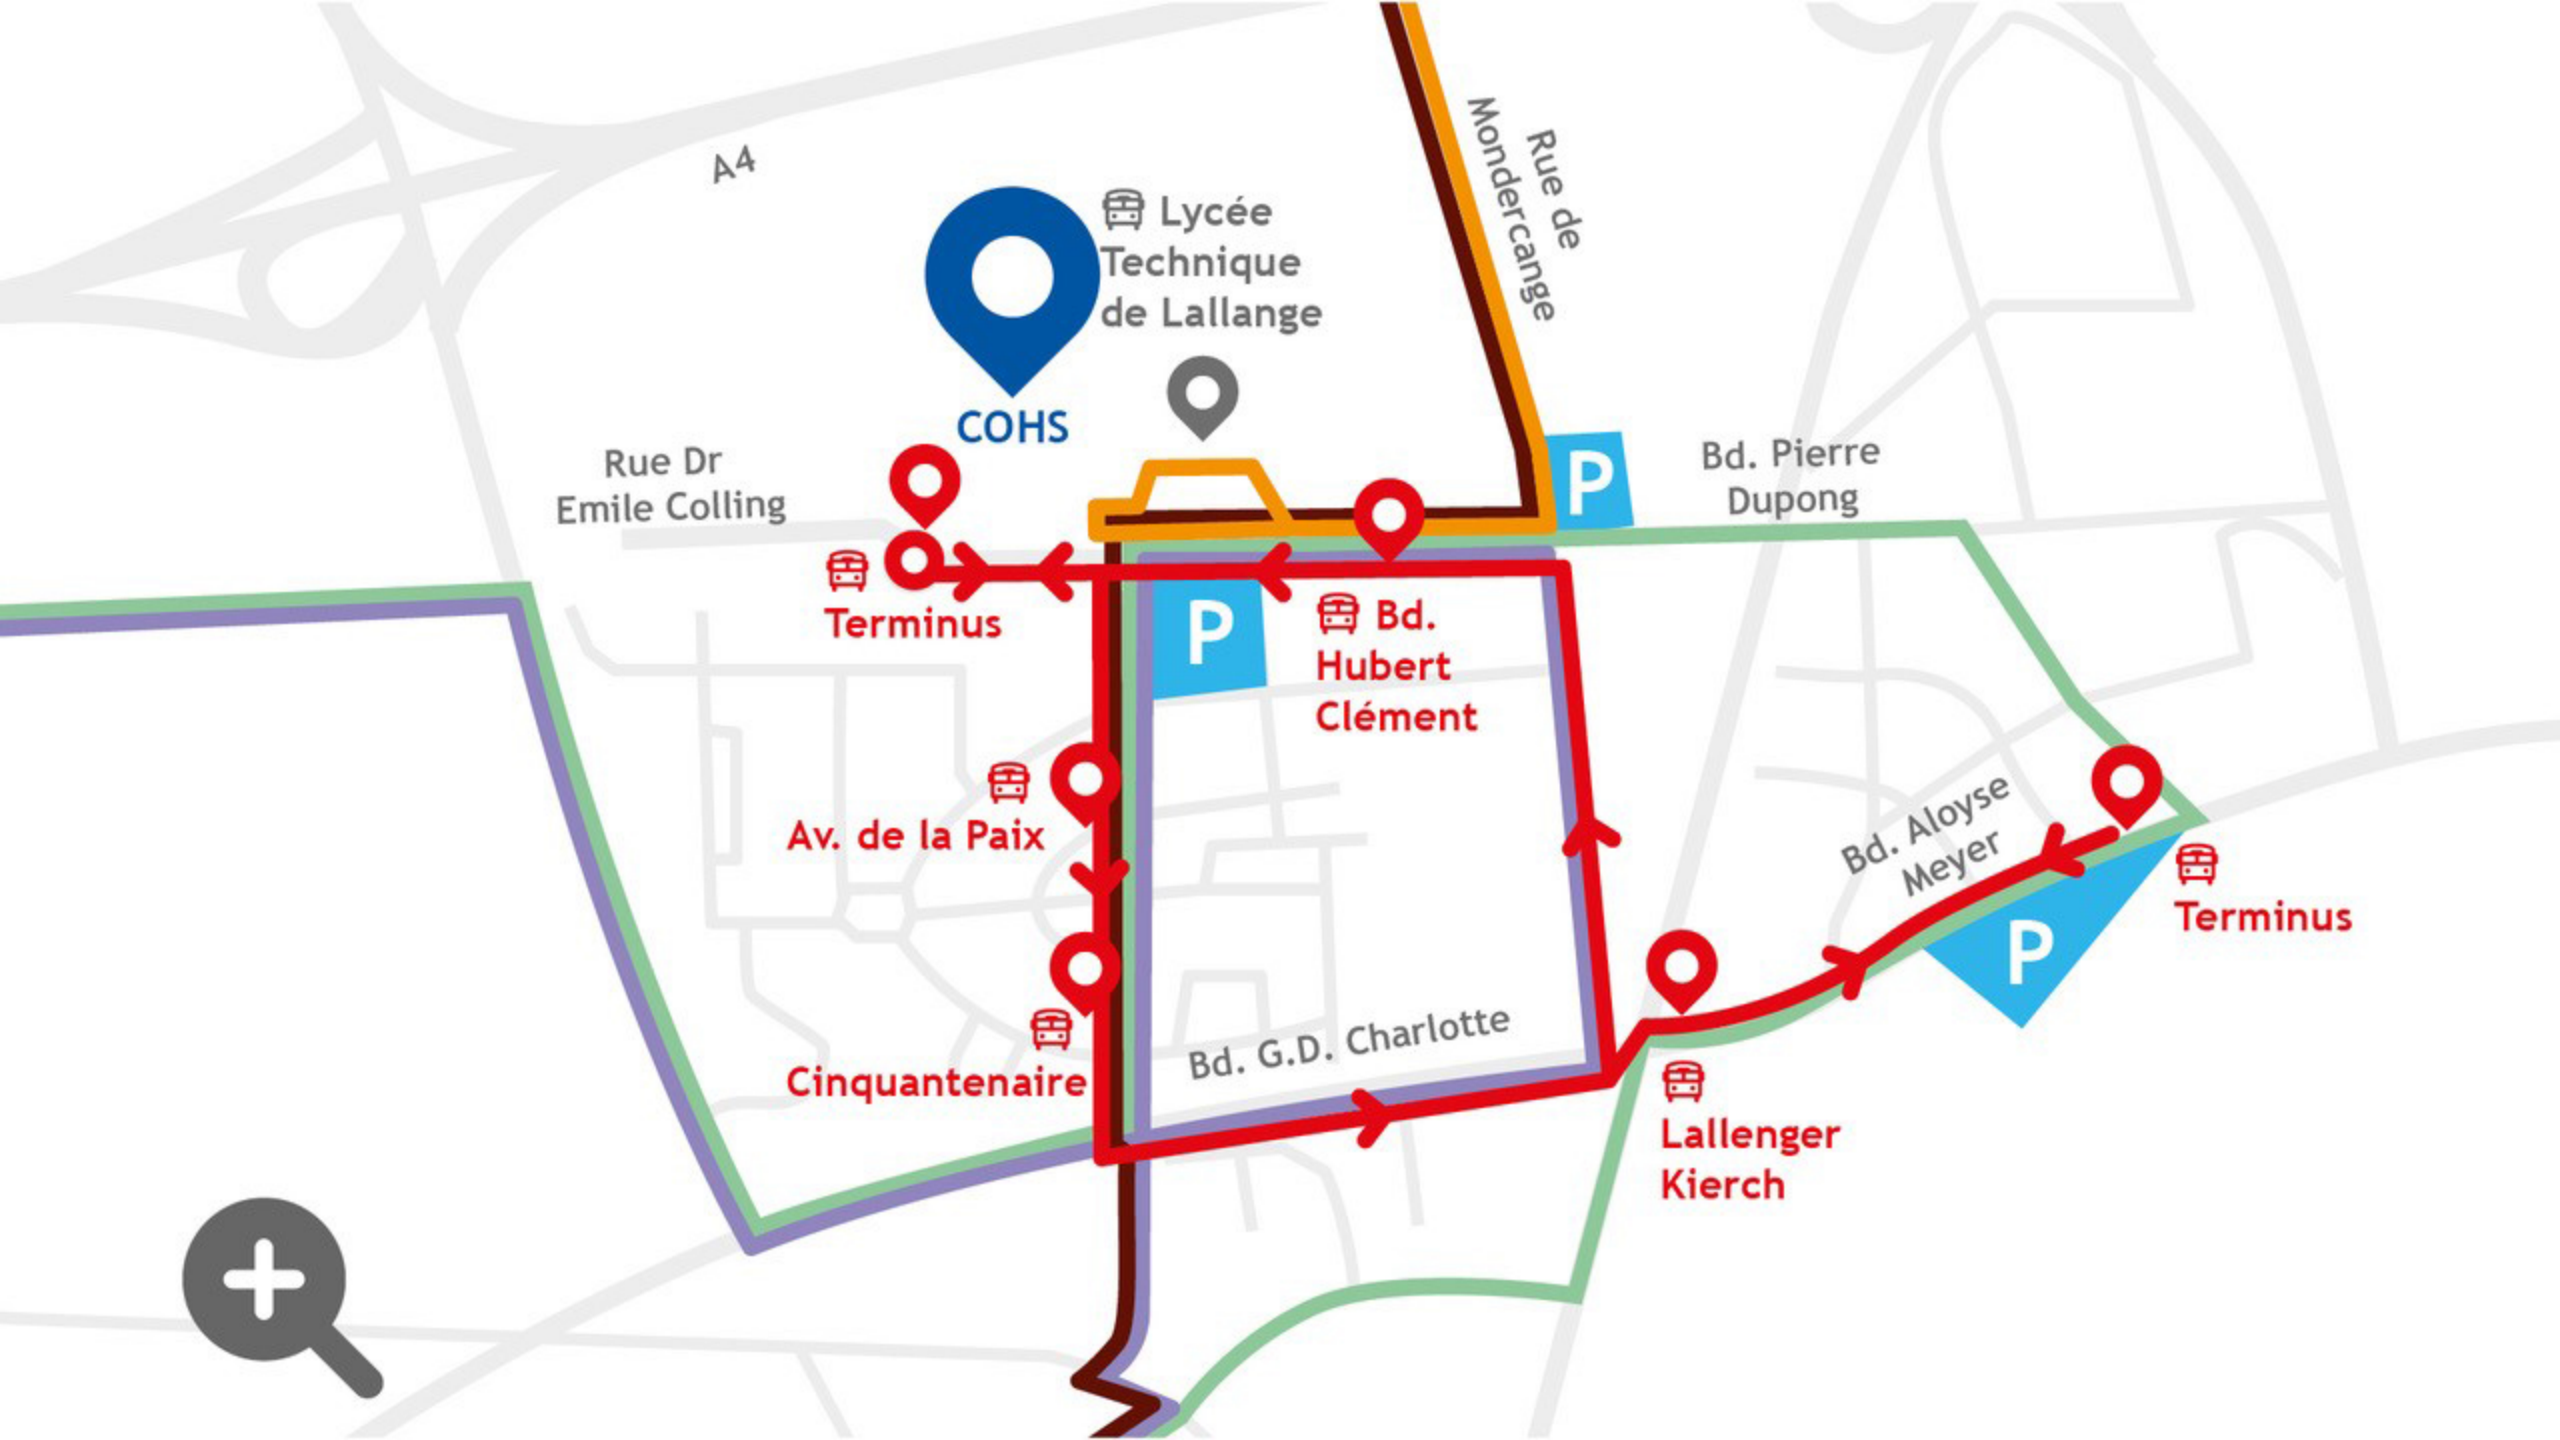 A4
Rue de
Mondercange
Lycée
Technique
de Lallange
COHS
Rue Dr
Emile Colling
P
Bd. Pierre
Dupong
Terminus
P
Bd.
Hubert
Clément
Av. de la Paix
Bd. Aloyse
Meyer
Terminus
P
Cinquantenaire
Bd. G.D. Charlotte
Lallenger
Kierch